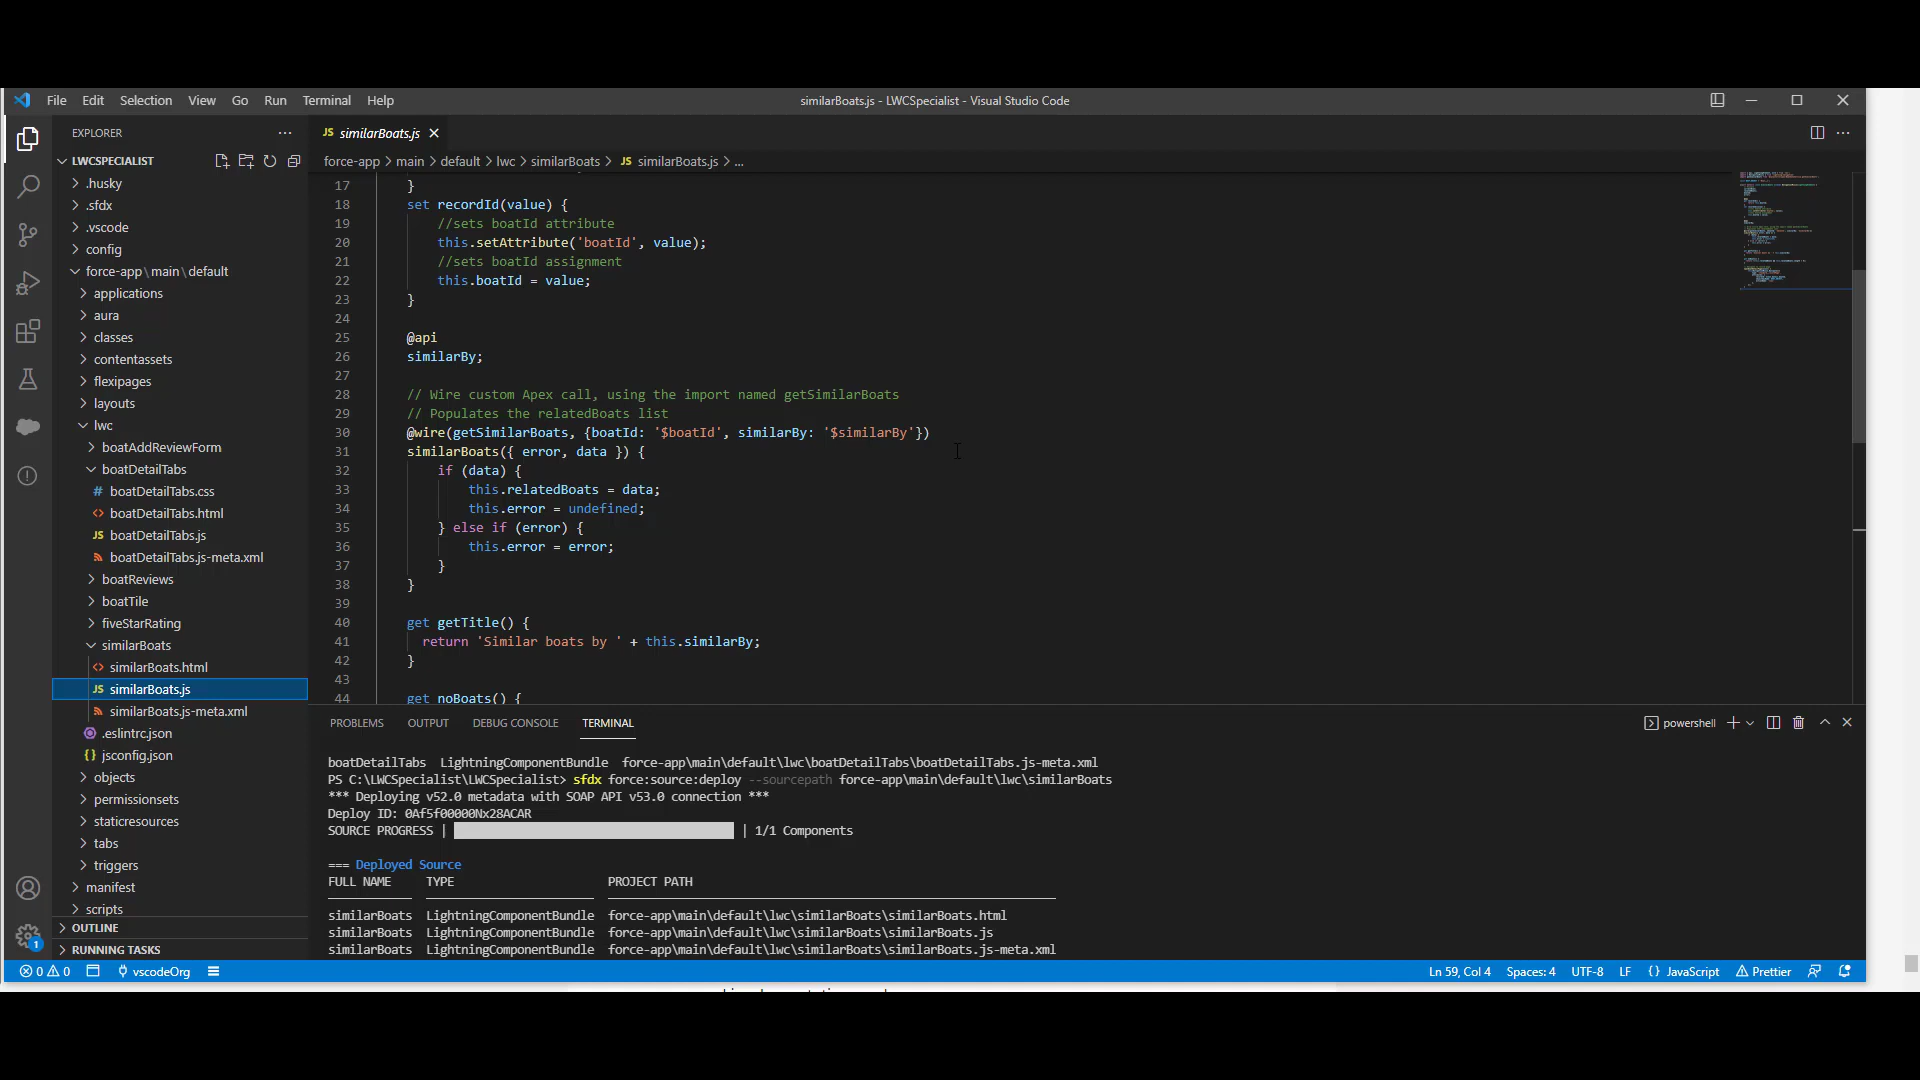 File Edit Selection View Go Run Terminal Help
similarBoats.js - LWCSpecialist - Visual Studio Code
EXPLORER
LWCSPECIALIST
.husky
.sfdx
.vscode
config
force-app\main\default
applications
aura
classes
contentassets
flexipages
layouts
lwc
boatAddReviewForm
boatDetailTabs
# boatDetailTabs.css
<> boatDetailTabs.html
JS boatDetailTabs.js
boatDetailTabs.js-meta.xml
boatReviews
boatTile
fiveStarRating
similarBoats
<> similarBoats.html
JS similarBoats.js
similarBoats.js-meta.xml
.eslintrc.json
{} jsconfig.json
objects
permissionsets
staticresources
tabs
triggers
manifest
scripts
OUTLINE
RUNNING TASKS
JS similarBoats.js
force-app > main > default > lwc > similarBoats > JS similarBoats.js > ...
17 }
18 set recordId(value) {
19 //sets boatId attribute
20 this.setAttribute('boatId', value);
21 //sets boatId assignment
22 this.boatId = value;
23 }
24
25 @api
26 similarBy;
27
28 // Wire custom Apex call, using the import named getSimilarBoats
29 // Populates the relatedBoats list
30 @wire(getSimilarBoats, {boatId: '$boatId', similarBy: '$similarBy'})
31 similarBoats({ error, data }) {
32 if (data) {
33 this.relatedBoats = data;
34 this.error = undefined;
35 } else if (error) {
36 this.error = error;
37 }
38 }
39
40 get getTitle() {
41 return 'Similar boats by ' + this.similarBy;
42 }
43
44 get noBoats() {
PROBLEMS OUTPUT DEBUG CONSOLE TERMINAL
powershell
boatDetailTabs LightningComponentBundle force-app\main\default\lwc\boatDetailTabs\boatDetailTabs.js-meta.xml
PS C:\LWCSpecialist\LWCSpecialist> sfdx force:source:deploy --sourcepath force-app\main\default\lwc\similarBoats
*** Deploying v52.0 metadata with SOAP API v53.0 connection ***
Deploy ID: 0Af5f00000Nx28ACAR
SOURCE PROGRESS | | 1/1 Components
=== Deployed Source
FULL NAME TYPE PROJECT PATH
similarBoats LightningComponentBundle force-app\main\default\lwc\similarBoats\similarBoats.html
similarBoats LightningComponentBundle force-app\main\default\lwc\similarBoats\similarBoats.js
similarBoats LightningComponentBundle force-app\main\default\lwc\similarBoats\similarBoats.js-meta.xml
1
0 0 vscodeOrg
Ln 59, Col 4 Spaces: 4 UTF-8 LF {} JavaScript Prettier